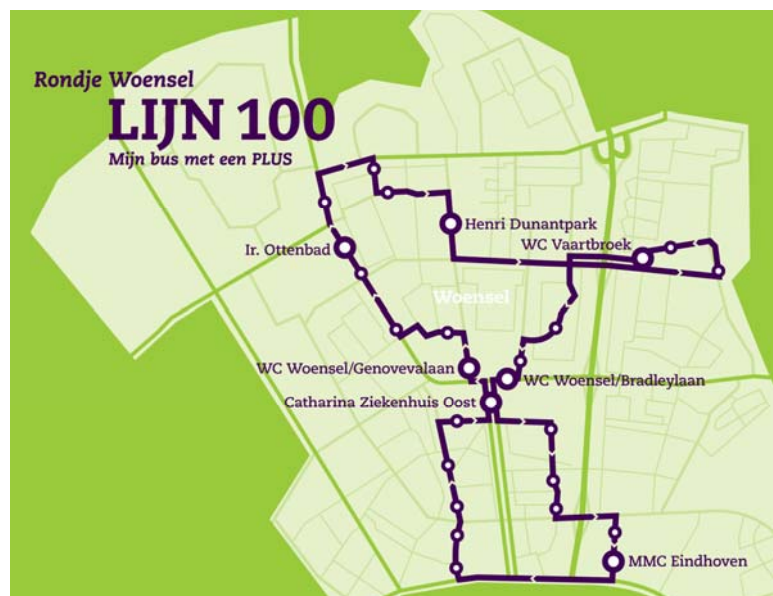 Rondje Woensel
LIJN 100
Mijn bus met een PLUS
Henri Dunantpark
WC Vaartbroek
Ir. Ottenbad
Woensel
WC Woensel/Genovevalaan
WC Woensel/Bradleylaan
Catharina Ziekenhuis Oost
MMC Eindhoven